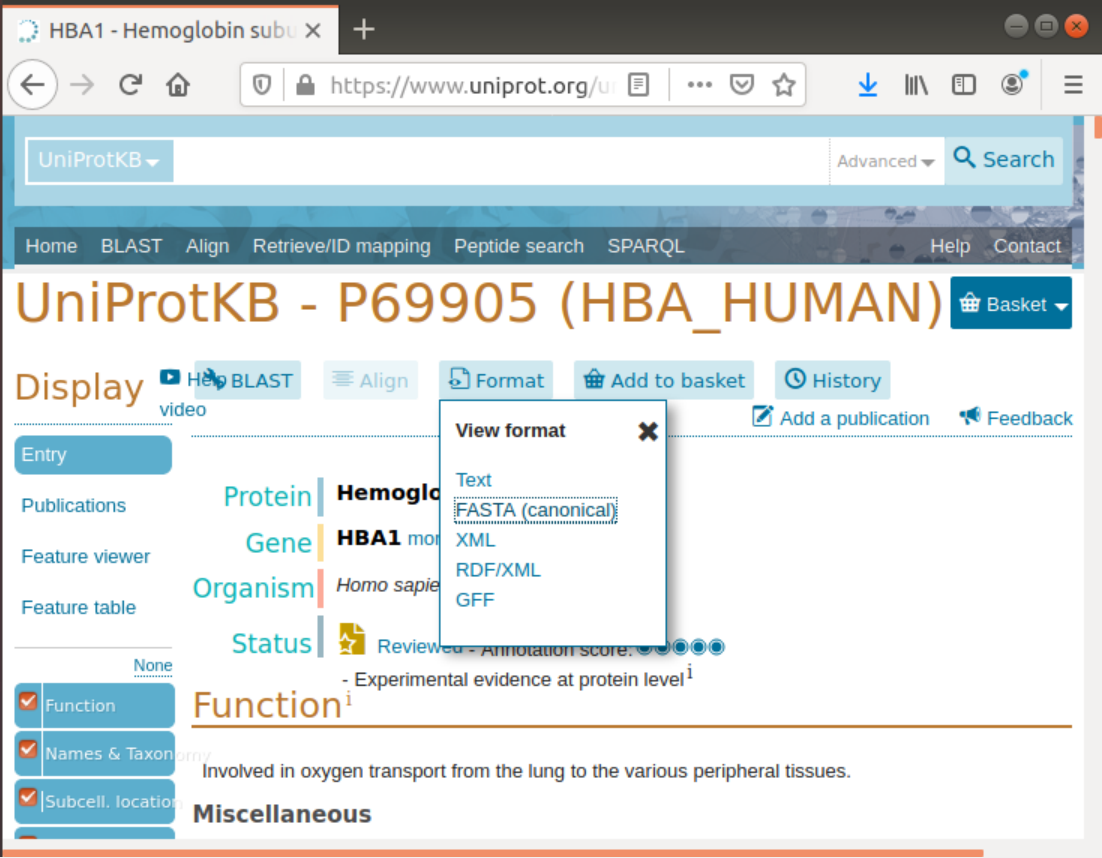 HBA1 - Hemoglobin subu
https://www.uniprot.org/u
UniProtKB
Advanced
Search
Home BLAST Align Retrieve/ID mapping Peptide search SPARQL Help Contact
UniProtKB - P69905 (HBA_HUMAN)
Basket
Display
Help
video
BLAST Align Format Add to basket History
Add a publication Feedback
View format
Text
FASTA (canonical)
XML
RDF/XML
GFF
Entry
Publications
Feature viewer
Feature table
None
Function
Names & Taxonomy
Subcell. location
Protein Hemoglo
Gene HBA1 mor
Organism Homo sapie
Status Reviewed - Annotation score:
- Experimental evidence at protein level i
Function i
Involved in oxygen transport from the lung to the various peripheral tissues.
Miscellaneous